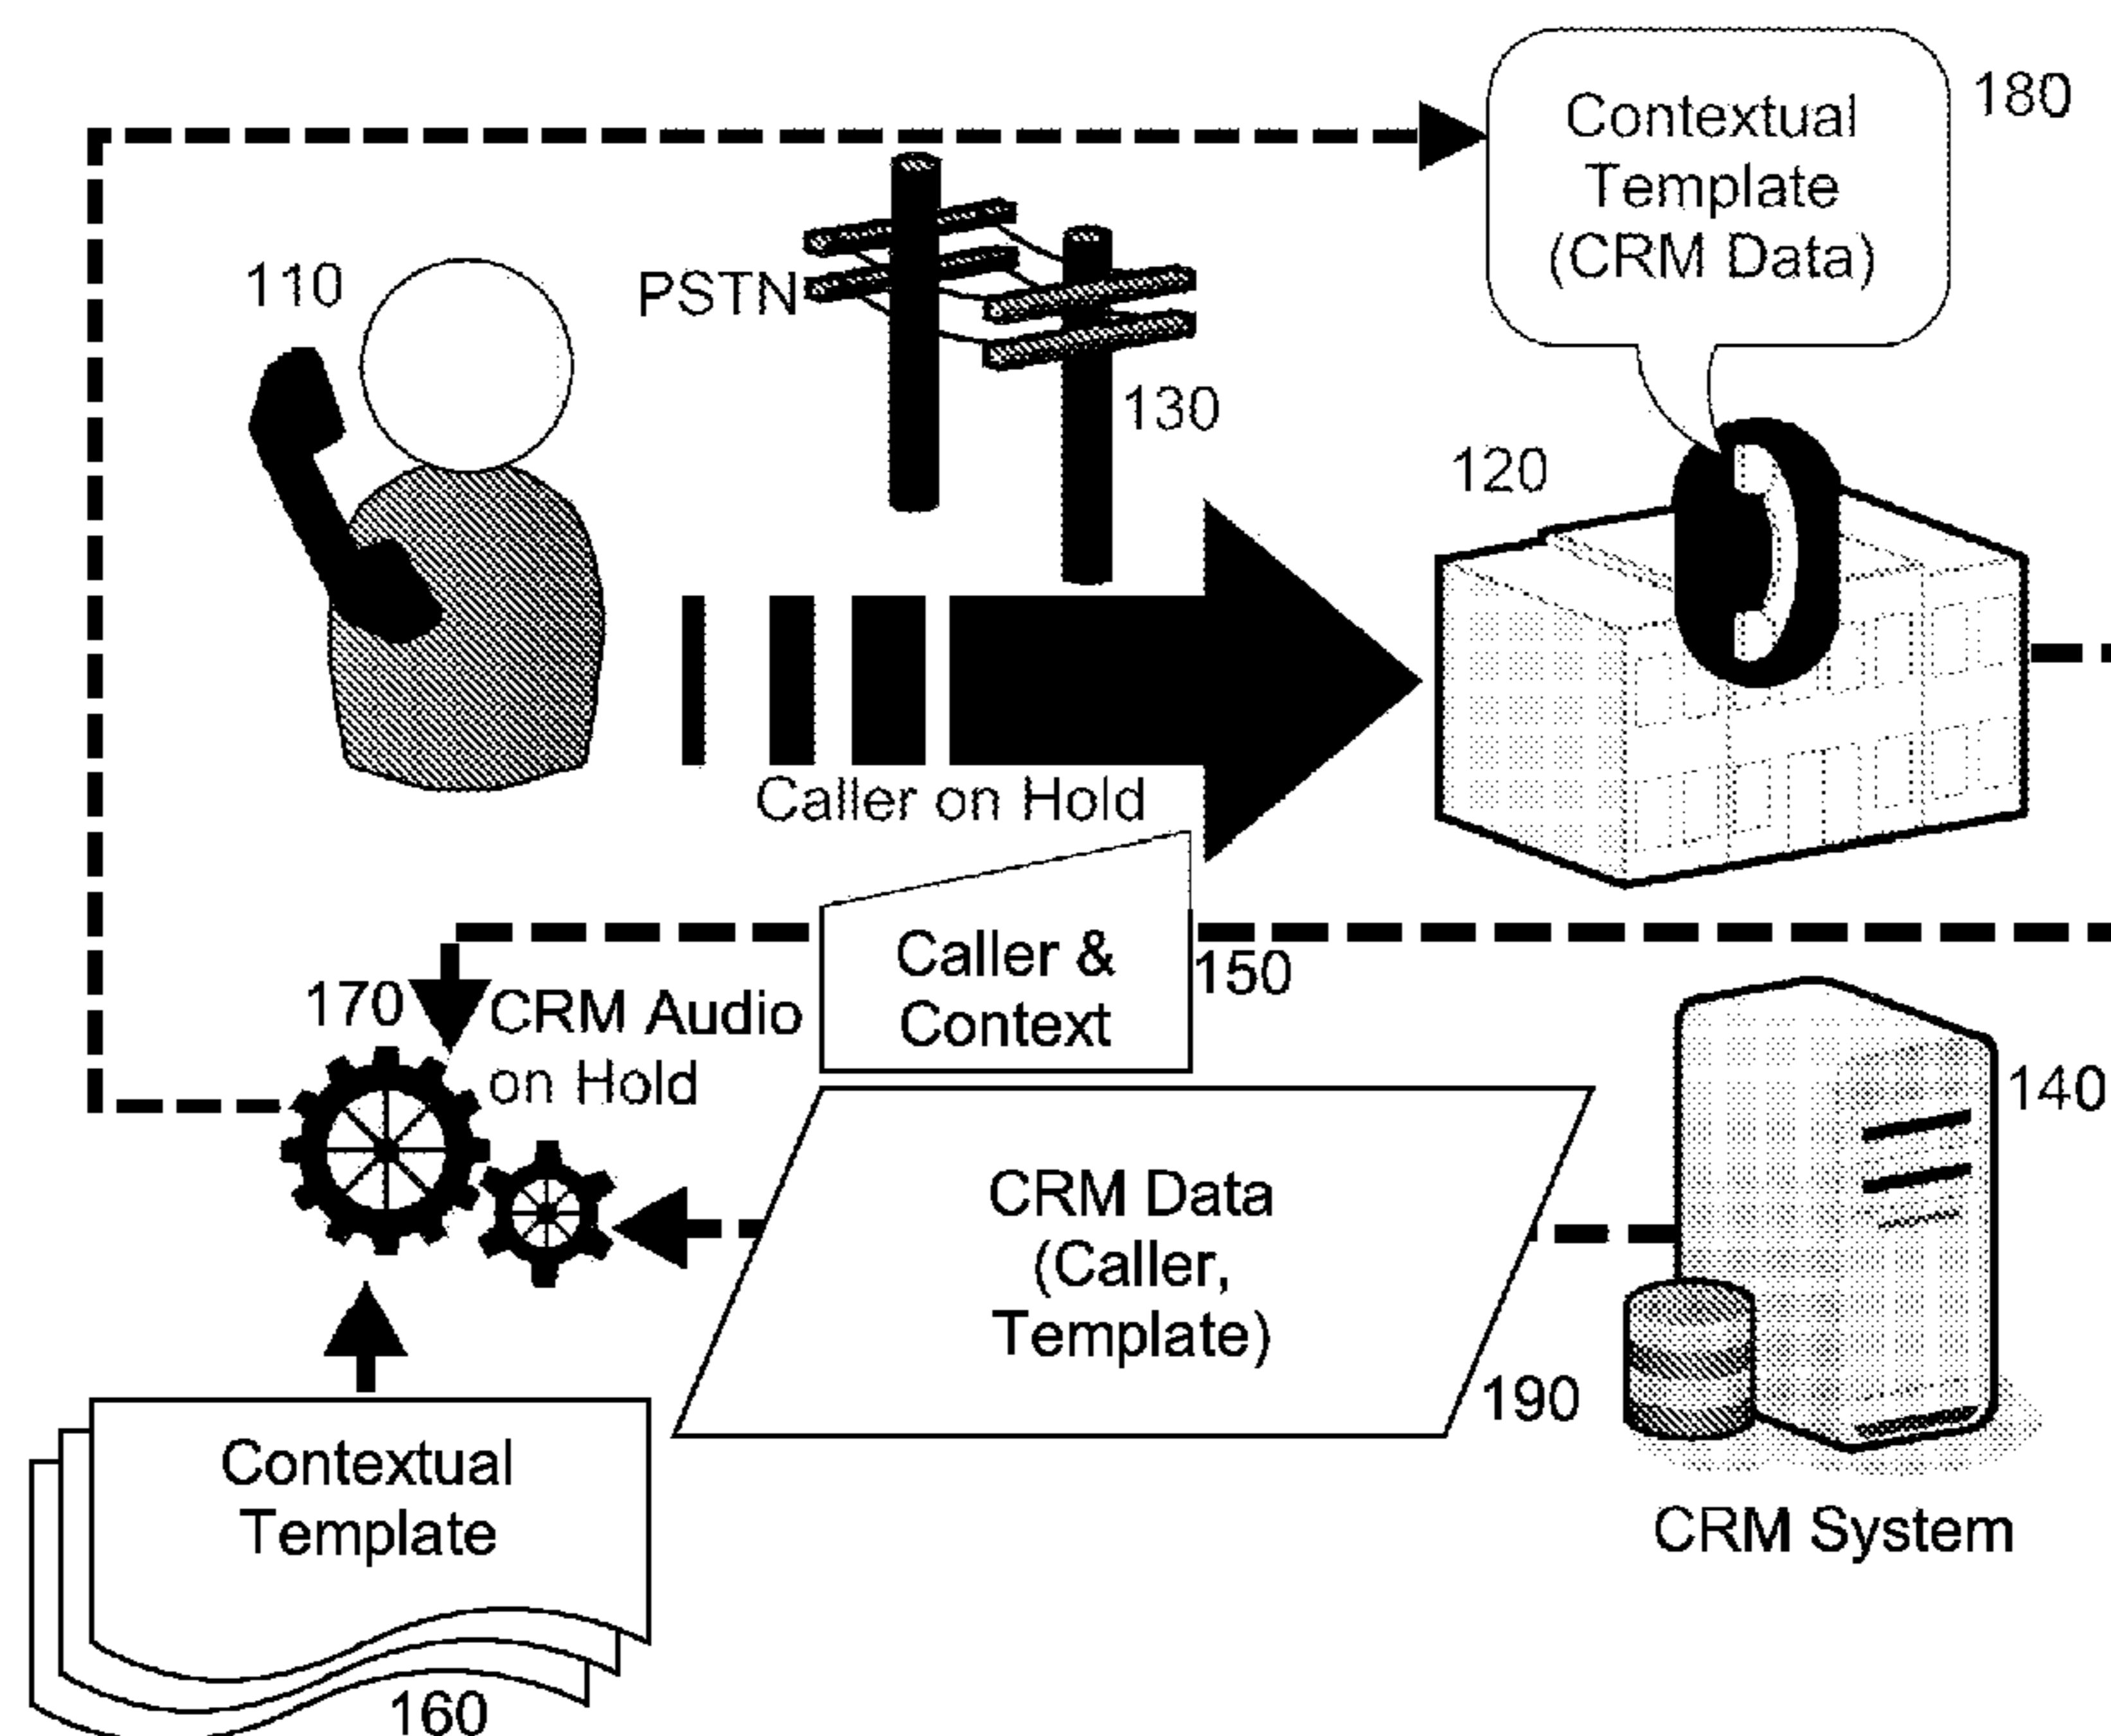 180
Contextual
Template
(CRM Data)
110
PSTN
130
120
Caller on Hold
Caller &
Context
150
170
CRM Audio
on Hold
140
CRM Data
(Caller,
Template)
190
Contextual
Template
160
CRM System